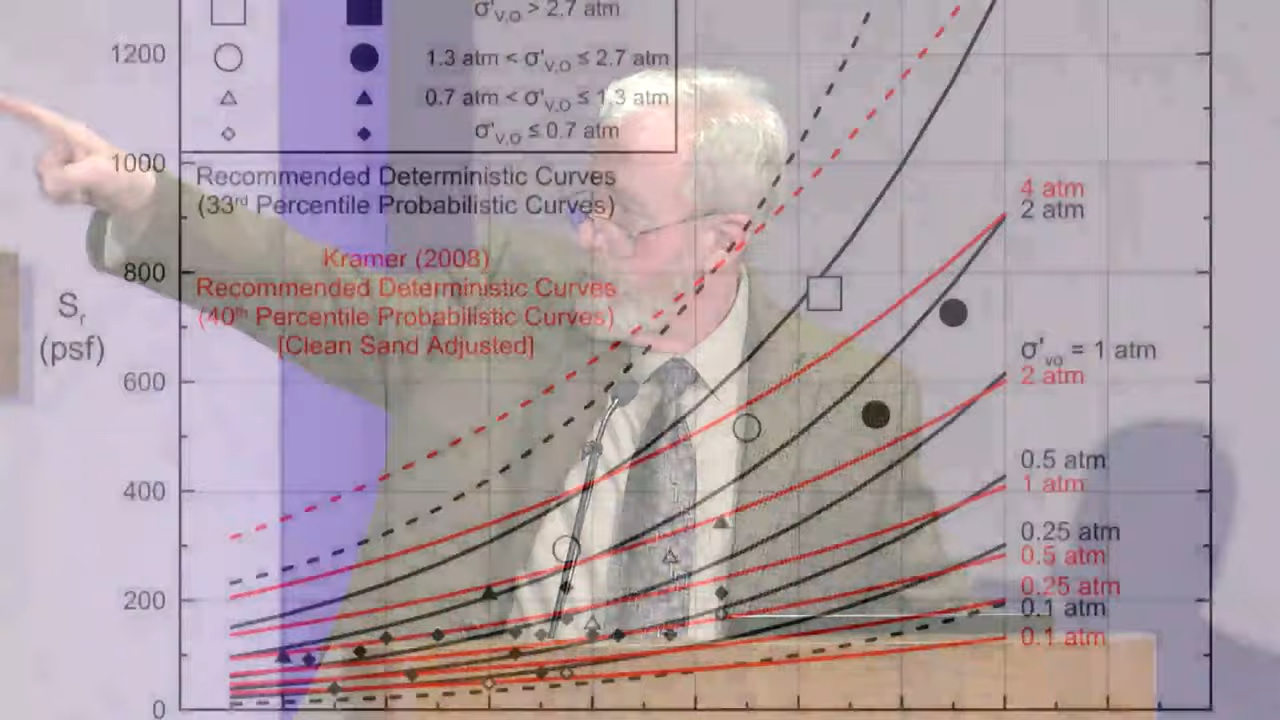 σ'v,o > 2.7 atm
1.3 atm < σ'v,o ≤ 2.7 atm
0.7 atm < σ'v,o ≤ 1.3 atm
σ'v,o ≤ 0.7 atm
Recommended Deterministic Curves
(33rd Percentile Probabilistic Curves)
Kramer (2008)
Recommended Deterministic Curves
(40th Percentile Probabilistic Curves)
[Clean Sand Adjusted]
Sr
(psf)
1200
1000
800
600
400
200
0
4 atm
2 atm
σ'vo = 1 atm
2 atm
0.5 atm
1 atm
0.25 atm
0.5 atm
0.25 atm
0.1 atm
0.1 atm